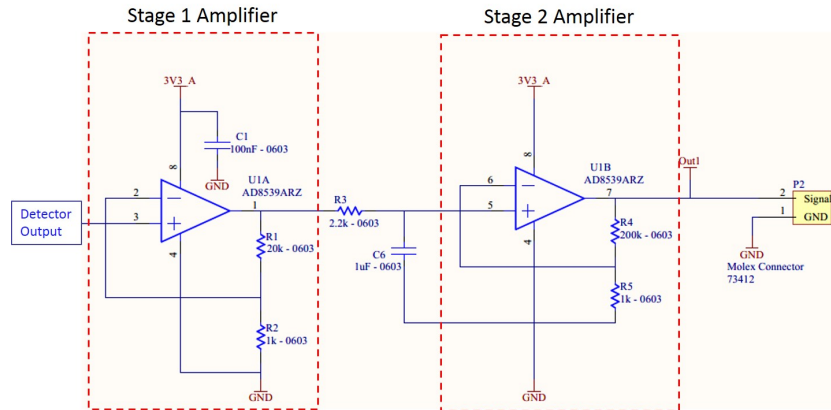 Stage 1 Amplifier
Stage 2 Amplifier
3V3_A
3V3_A
C1
100nF - 0603
GND
8
8
U1A
AD8539ARZ
U1B
AD8539ARZ
Out1
P2
2
3
1
R3
2.2k - 0603
6
5
7
2
Signal
1
GND
Detector
Output
4
R1
20k - 0603
C6
1uF - 0603
4
R4
200k - 0603
GND
Molex Connector
73412
R5
1k - 0603
R2
1k - 0603
GND
GND